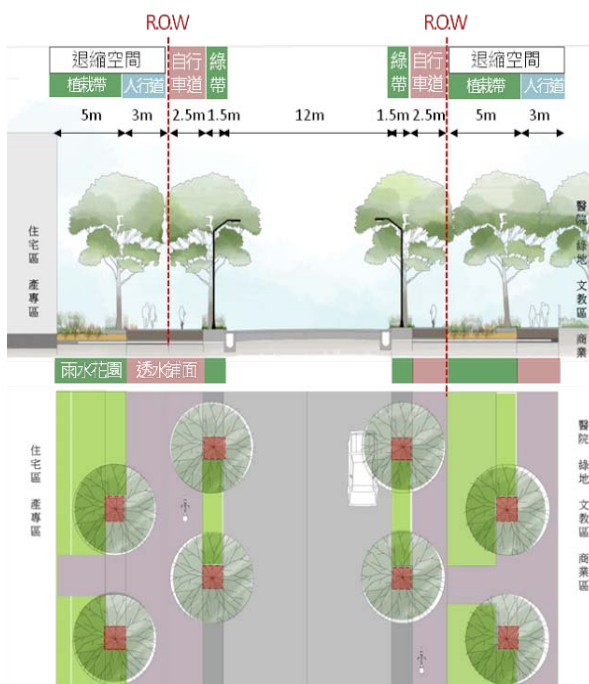 R.O.W R.O.W
退縮空間 自行車道 綠帶 綠帶 自行車道 退縮空間
植栽帶 人行道 植栽帶 人行道
5m 3m 2.5m 1.5m 12m 1.5m 2.5m 5m 3m
住宅區 產專區
醫院 綠地 文教區 商業
雨水花園 透水鋪面
住宅區 產專區
醫院 綠地 文教區 商業區